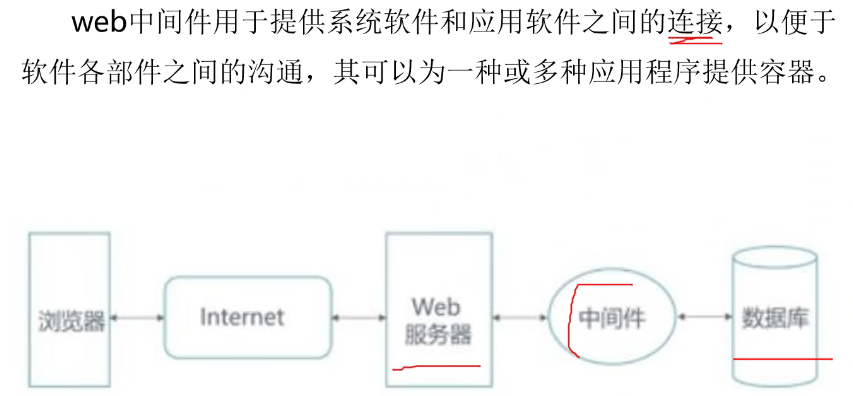 web中间件用于提供系统软件和应用软件之间的连接，以便于
软件各部件之间的沟通，其可以为一种或多种应用程序提供容器。
浏览器
Internet
Web
服务器
中间件
数据库